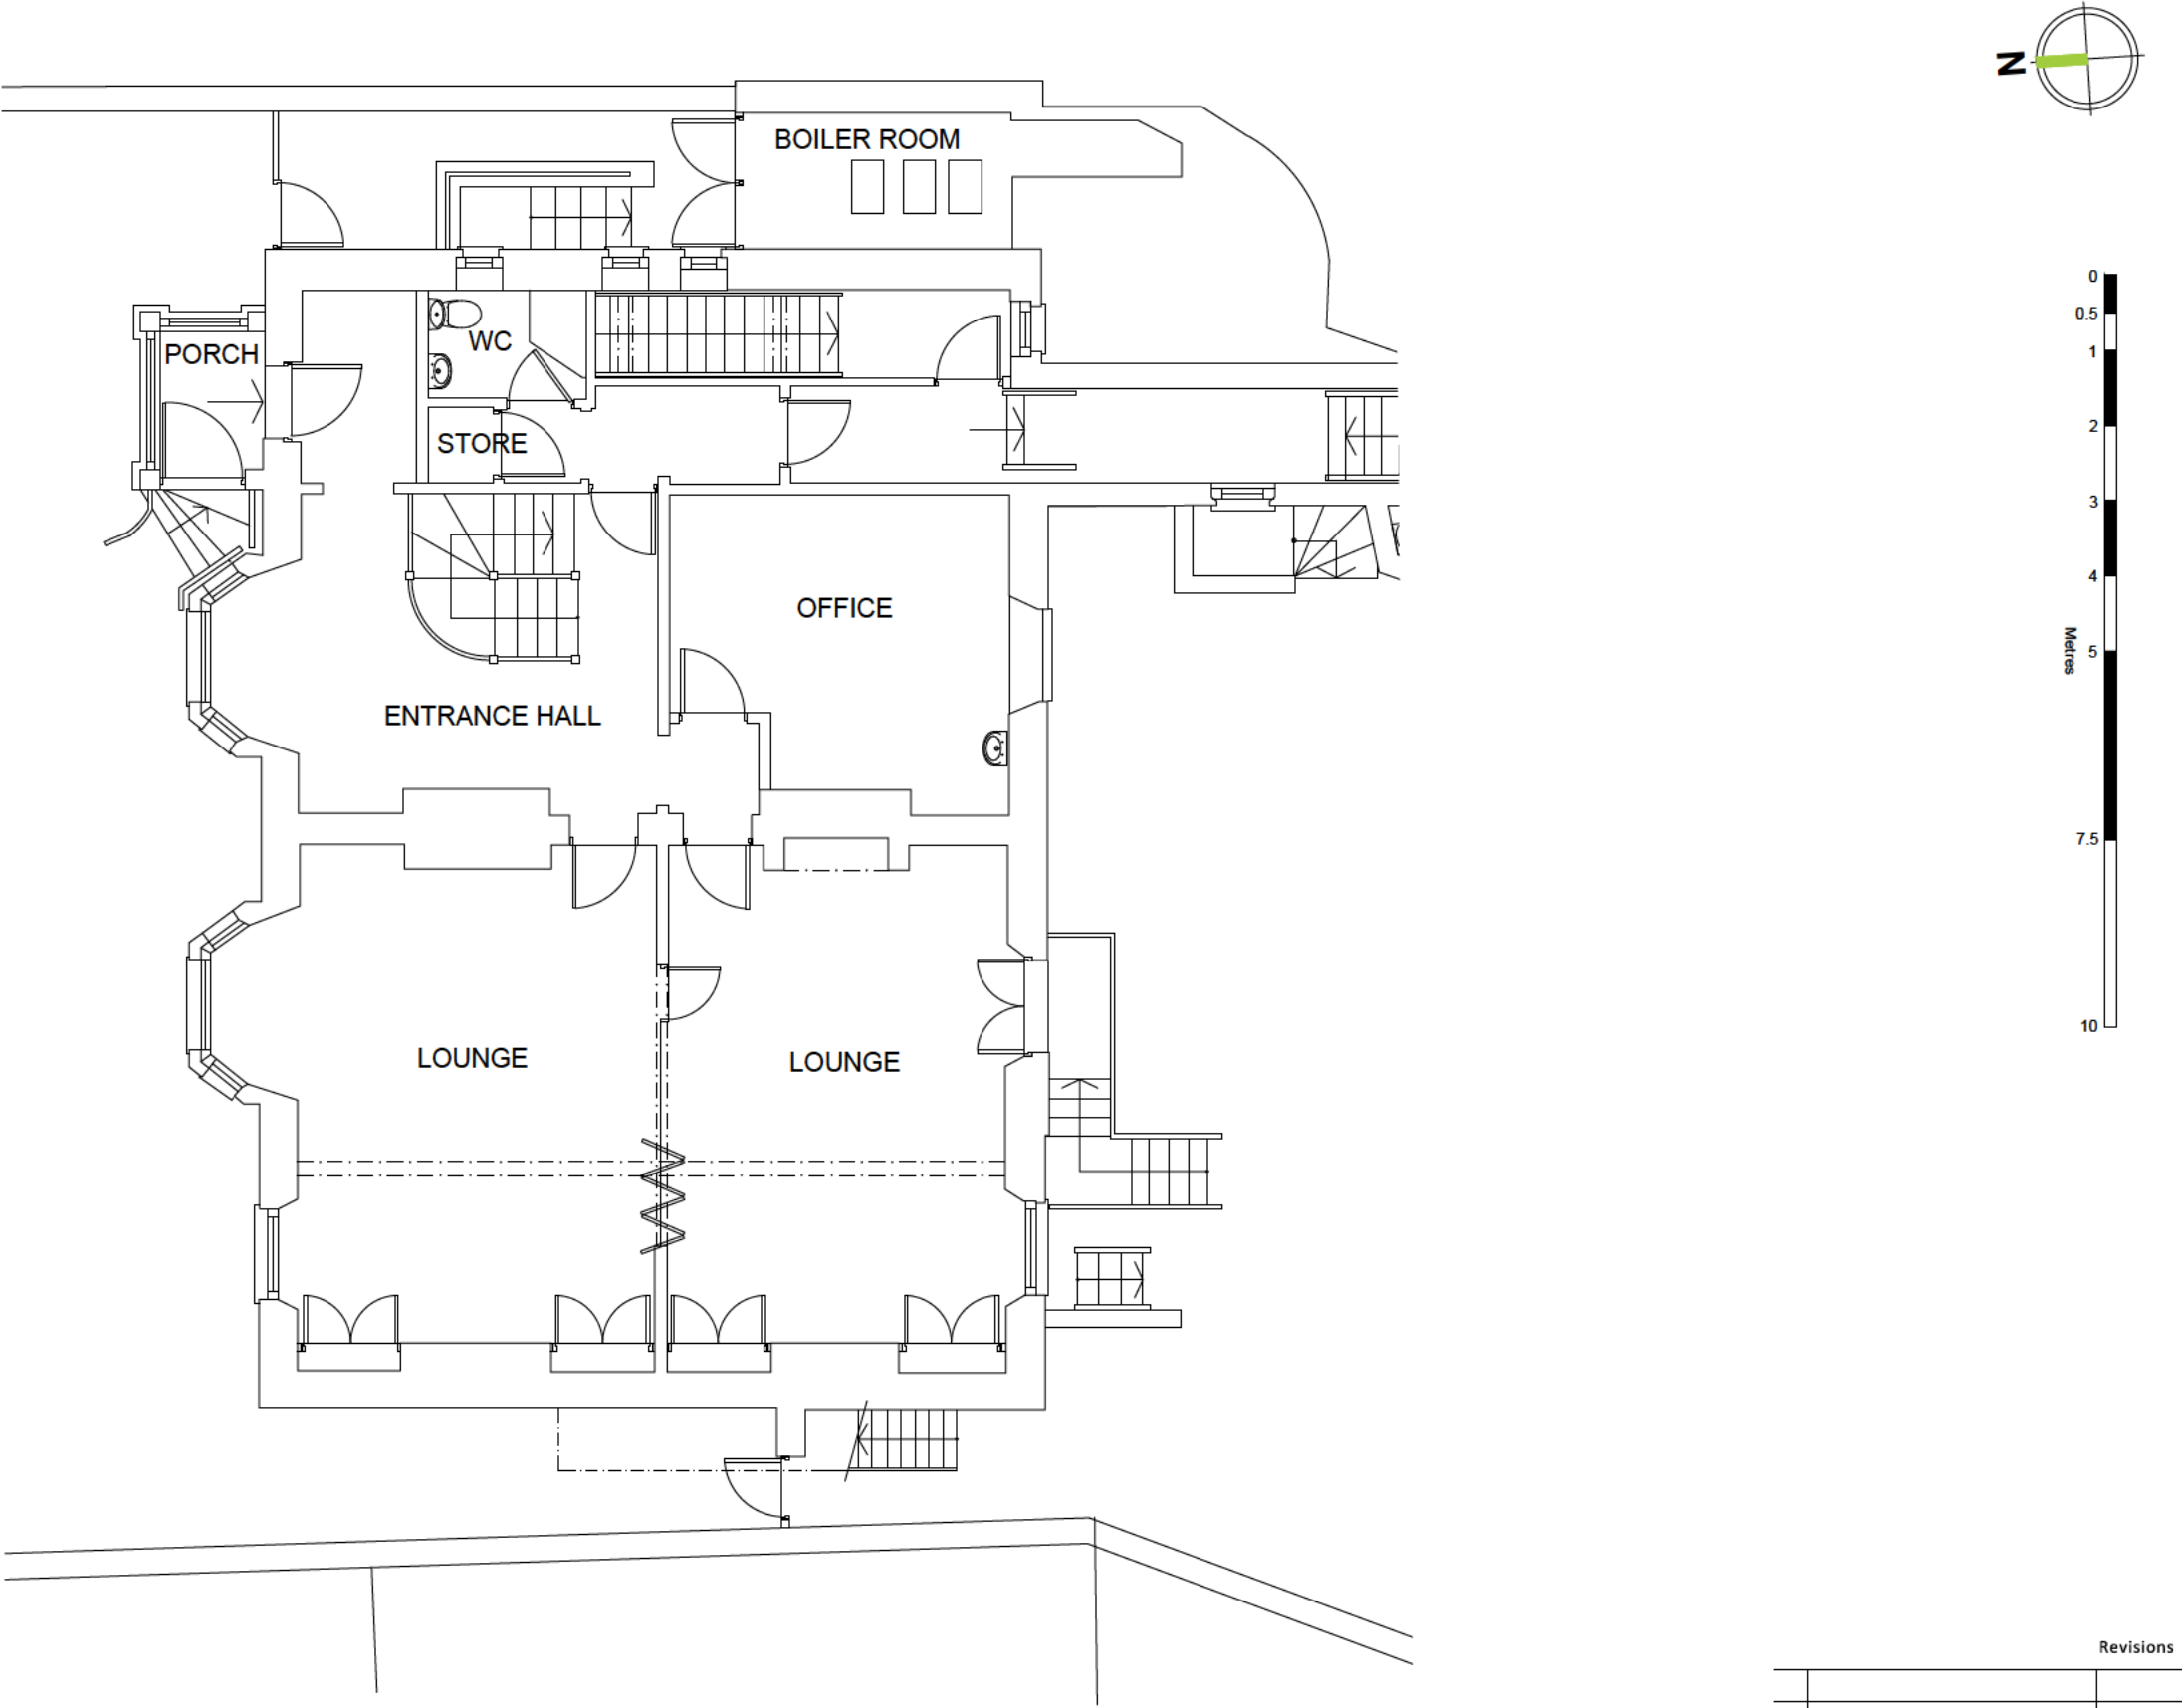 N
BOILER ROOM
0
0.5
1
2
3
4
5
7.5
10
Metres
WC
PORCH
STORE
OFFICE
ENTRANCE HALL
LOUNGE
LOUNGE
Revisions